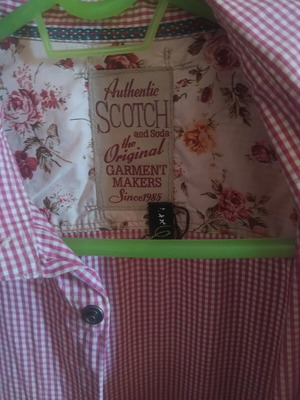 Authentic
SCOTCH
and Soda
the
Original
GARMENT
MAKERS
Since 1985